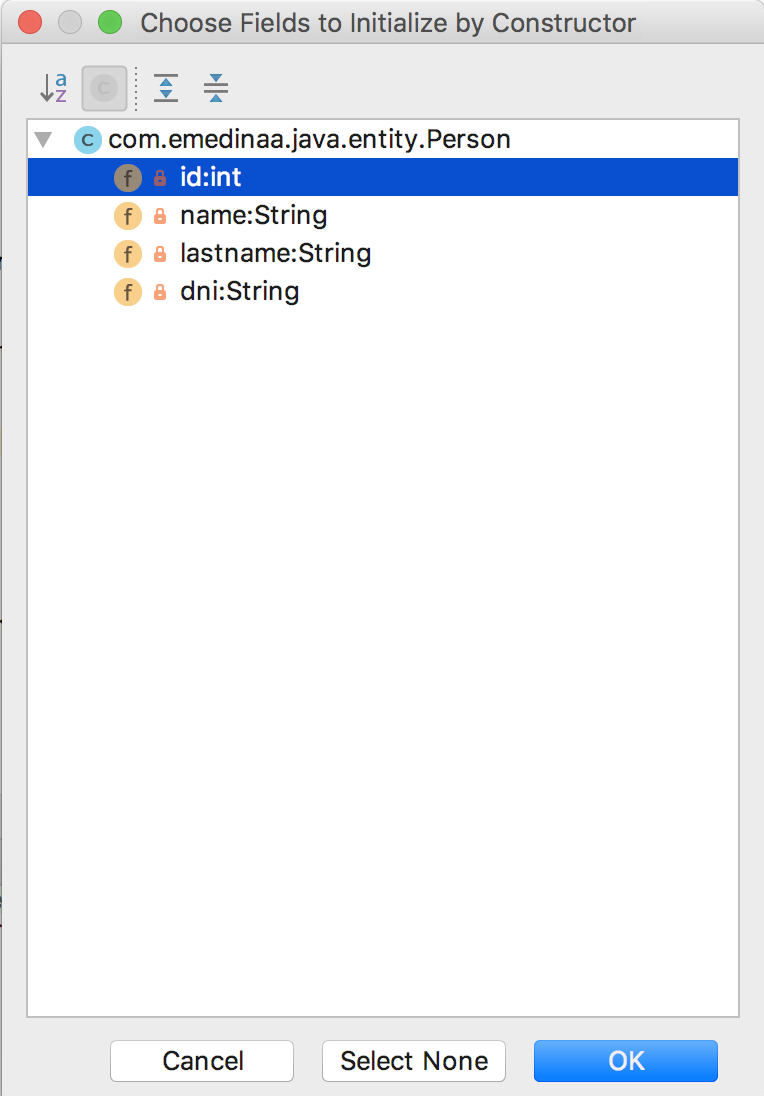 Choose Fields to Initialize by Constructor
a
z
C
C com.emedinaa.java.entity.Person
f id:int
f name:String
f lastname:String
f dni:String
Cancel Select None OK